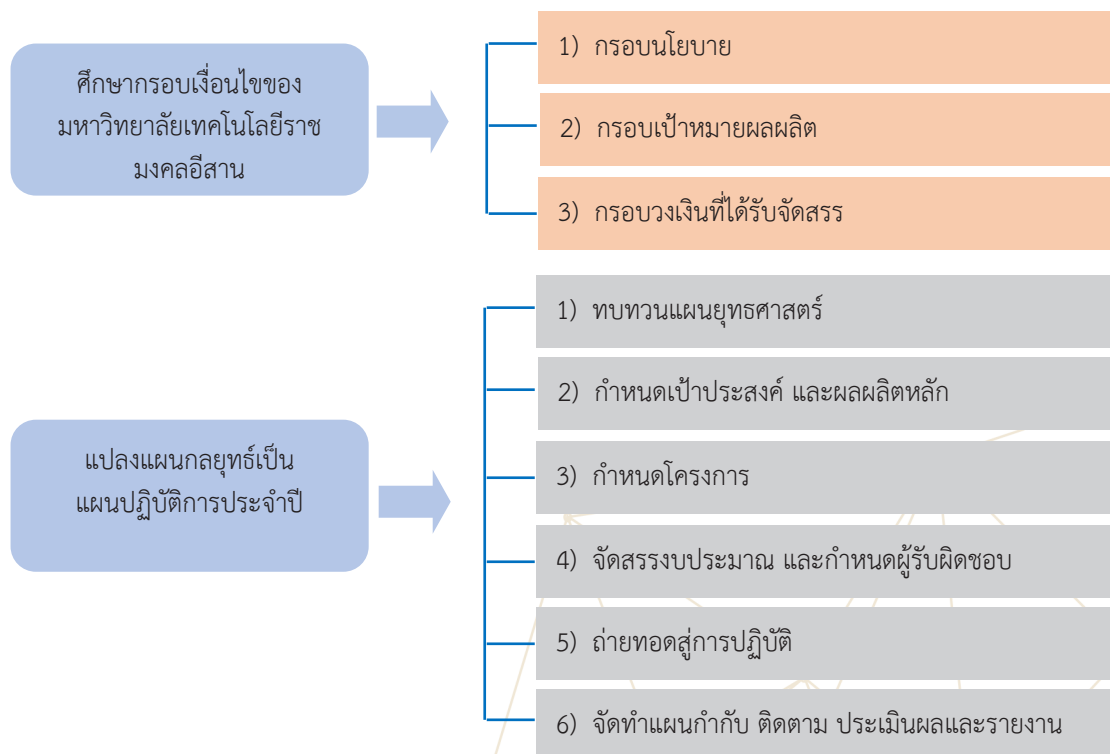 ศึกษากรอบเงื่อนไขของ
มหาวิทยาลัยเทคโนโลยีราช
มงคลอีสาน
1) กรอบนโยบาย
2) กรอบเป้าหมายผลผลิต
3) กรอบวงเงินที่ได้รับจัดสรร
แปลงแผนกลยุทธ์เป็น
แผนปฏิบัติการประจำปี
1) ทบทวนแผนยุทธศาสตร์
2) กำหนดเป้าประสงค์ และผลผลิตหลัก
3) กำหนดโครงการ
4) จัดสรรงบประมาณ และกำหนดผู้รับผิดชอบ
5) ถ่ายทอดสู่การปฏิบัติ
6) จัดทำแผนกำกับ ติดตาม ประเมินผลและรายงาน